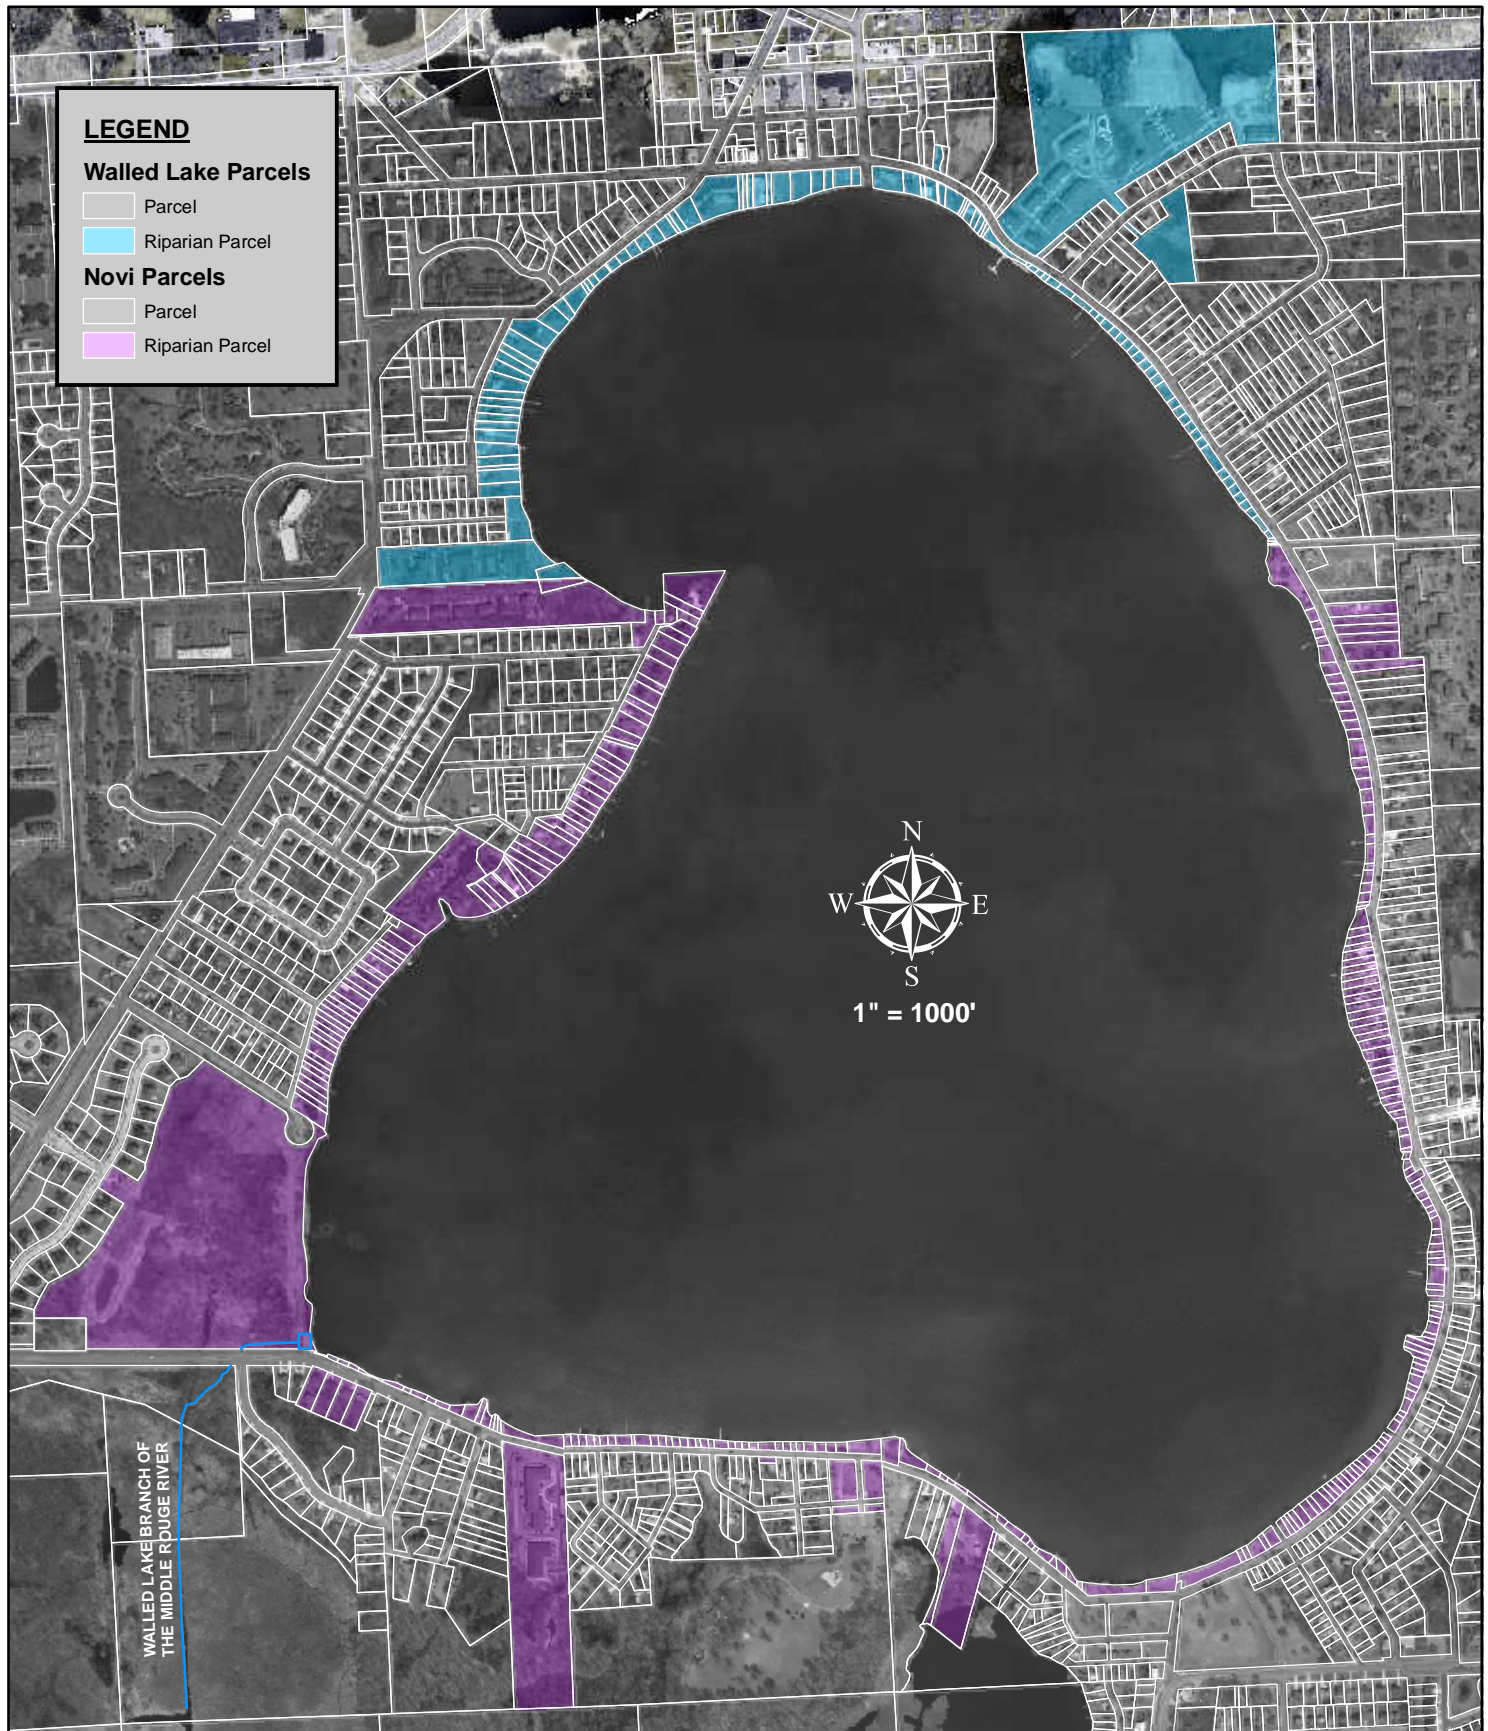 LEGEND
Walled Lake Parcels
Parcel
Riparian Parcel
Novi Parcels
Parcel
Riparian Parcel
N
W E
S
1" = 1000'
WALLED LAKE BRANCH OF
THE MIDDLE ROUGE RIVER